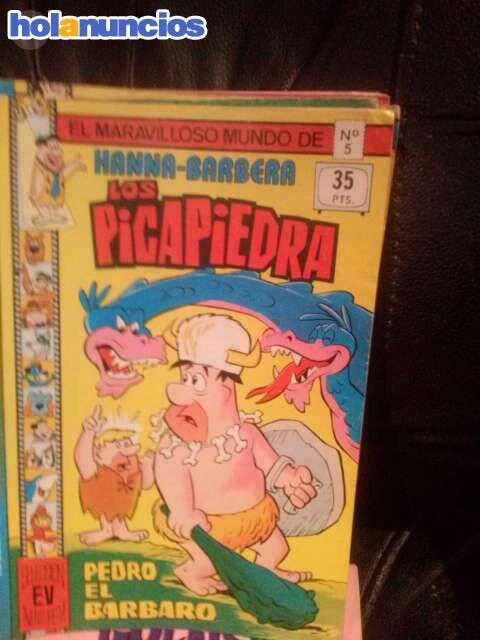 holanuncios
EL MARAVILLOSO MUNDO DE
Nº
5
HANNA-BARBERA
35
PTS.
LOS
PICAPIEDRA
EV
PEDRO
EL
BARBARO